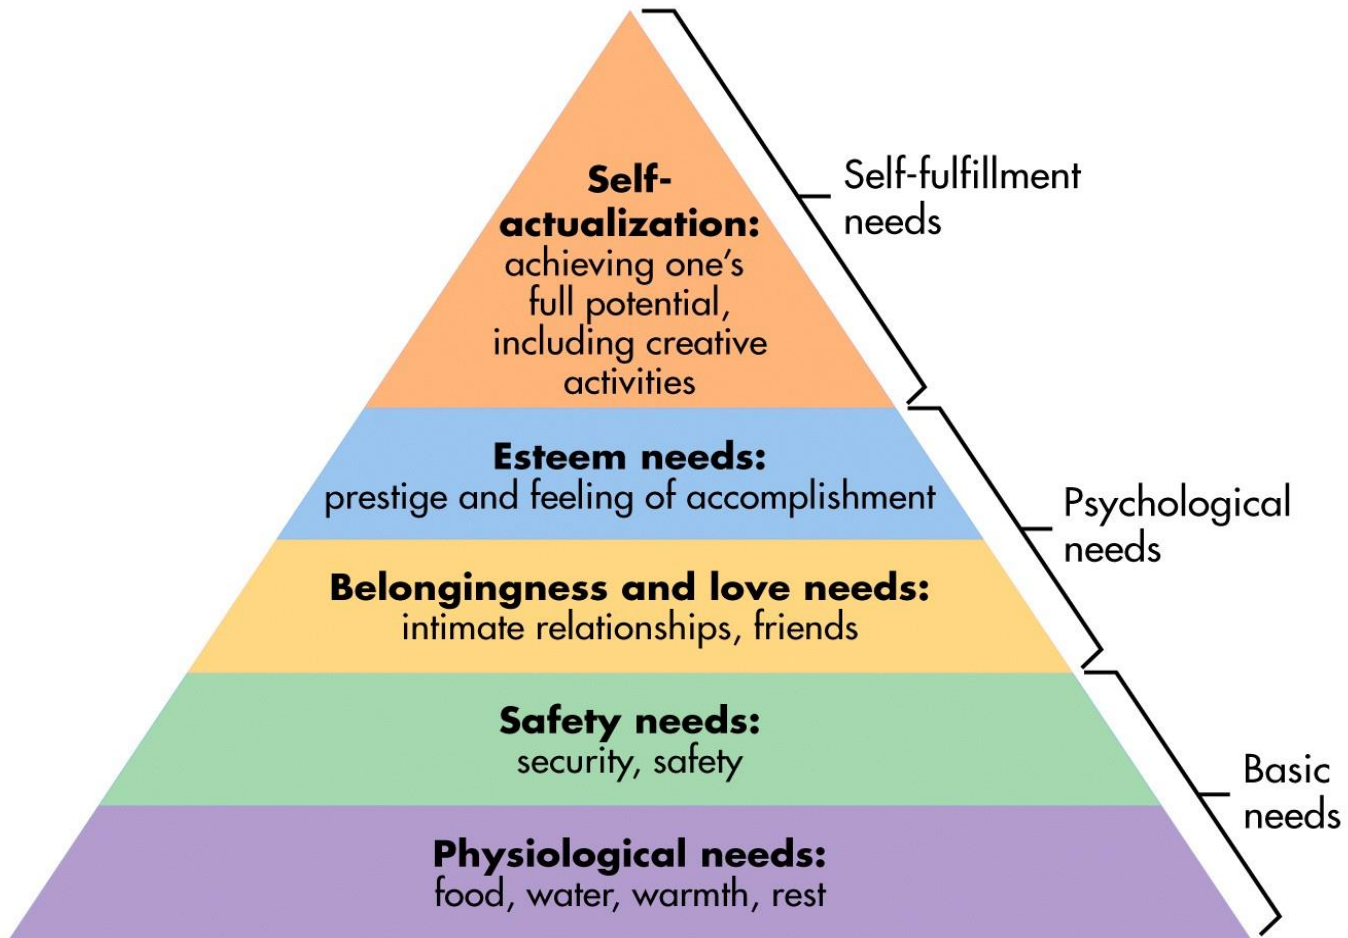 Self-
actualization:
achieving one's
full potential,
including creative
activities
Self-fulfillment
needs
Esteem needs:
prestige and feeling of accomplishment
Psychological
needs
Belongingness and love needs:
intimate relationships, friends
Safety needs:
security, safety
Basic
needs
Physiological needs:
food, water, warmth, rest